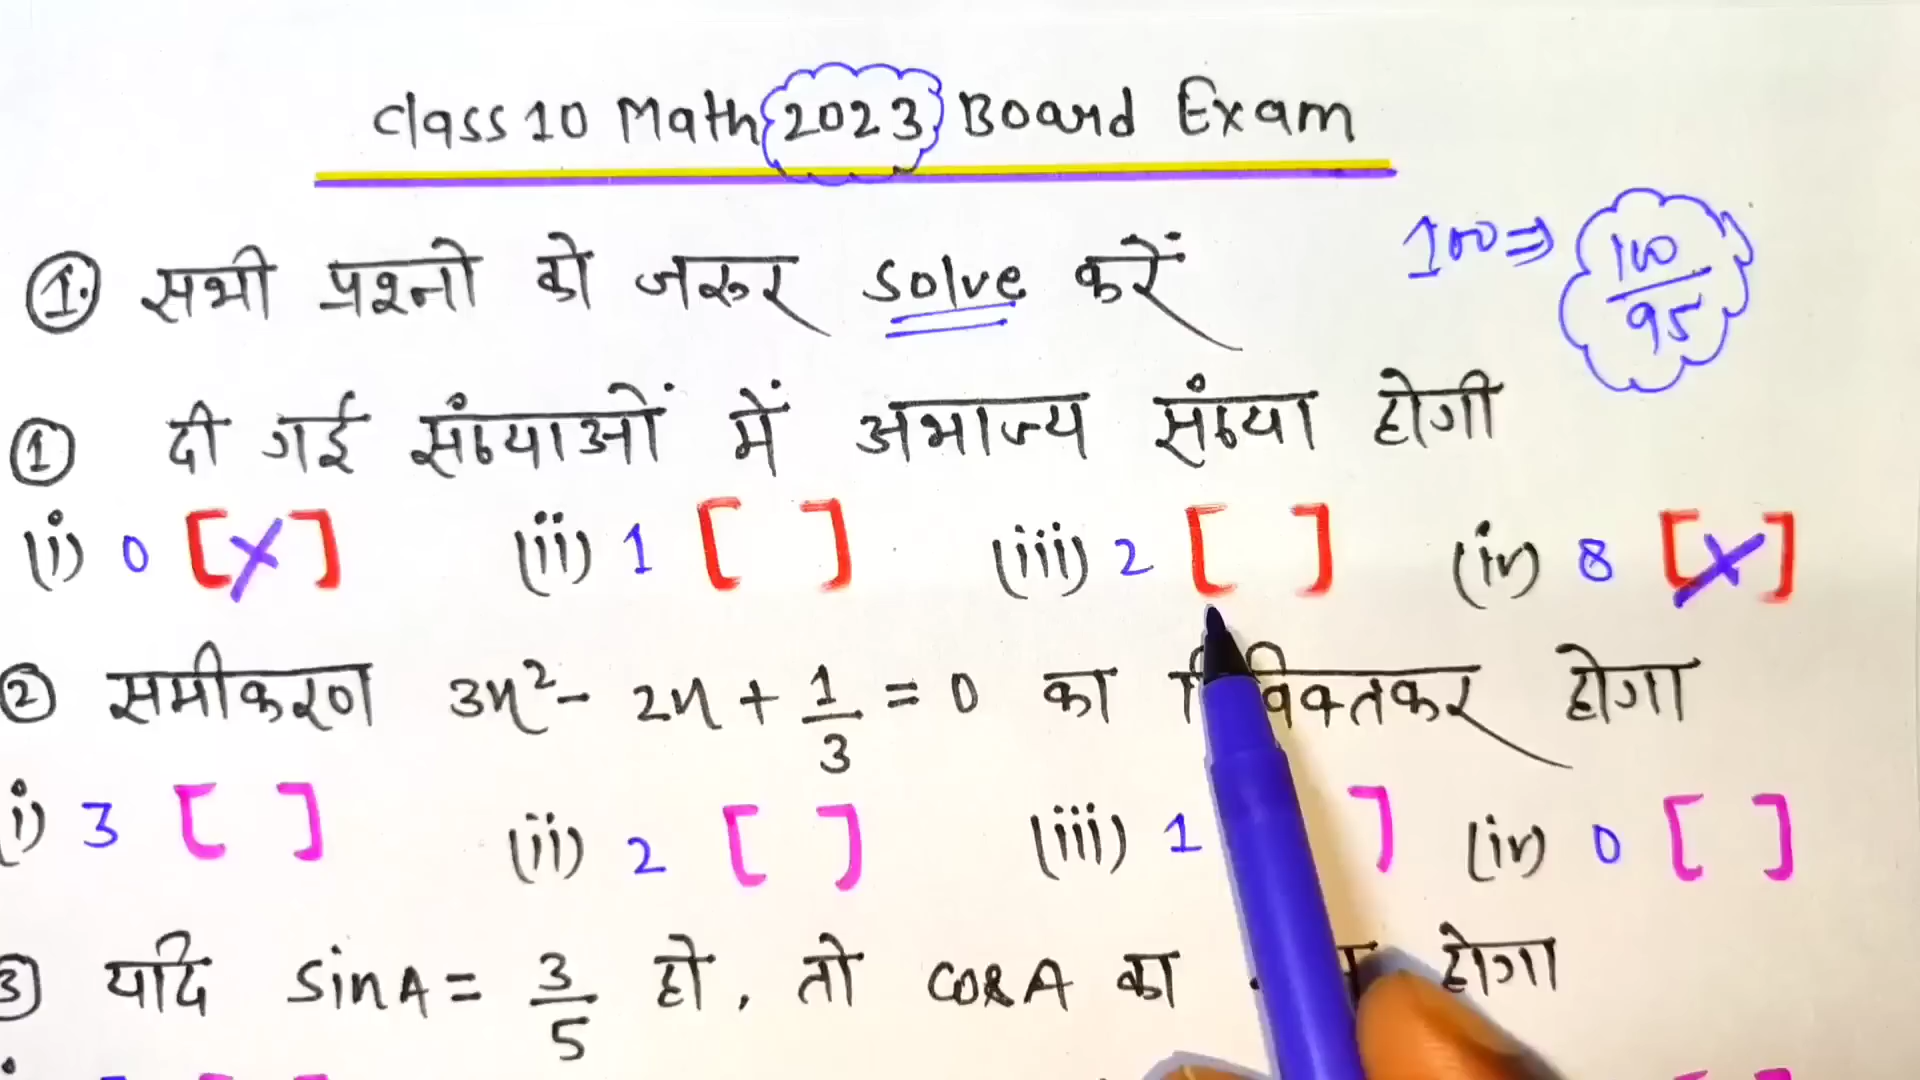 Class 10 Math 2023 Board Exam
100⇒ 100/95
①. सभी प्रश्नो को जरुर solve करें
① दी गई संख्याओं में अभाज्य संख्या होगी
(i) 0 [X] (ii) 1 [ ] (iii) 2 [ ] (iv) 8 [X]
② समीकरण 3x² - 2x + 1/3 = 0 का होगा
(i) 3 [ ] (ii) 2 [ ] (iii) 1 ] (iv) 0 [ ]
③ यदि sinA = 3/5 हो, तो cosA का होगा